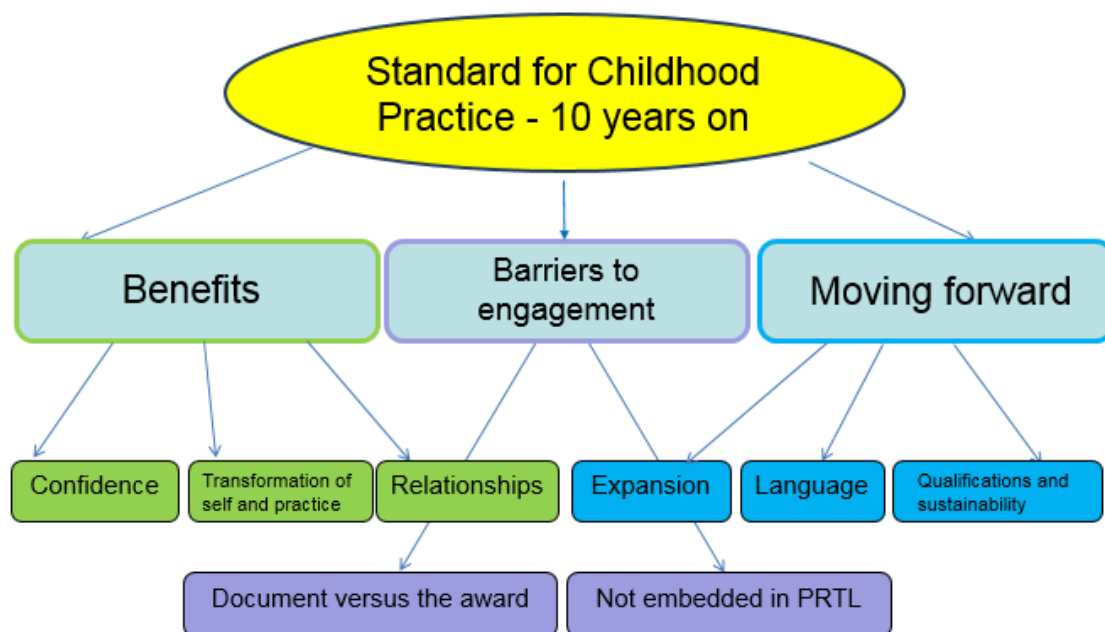 Standard for Childhood
Practice - 10 years on
Benefits
Barriers to
engagement
Moving forward
Confidence
Transformation of
self and practice
Relationships
Expansion
Language
Qualifications and
sustainability
Document versus the award
Not embedded in PRTL